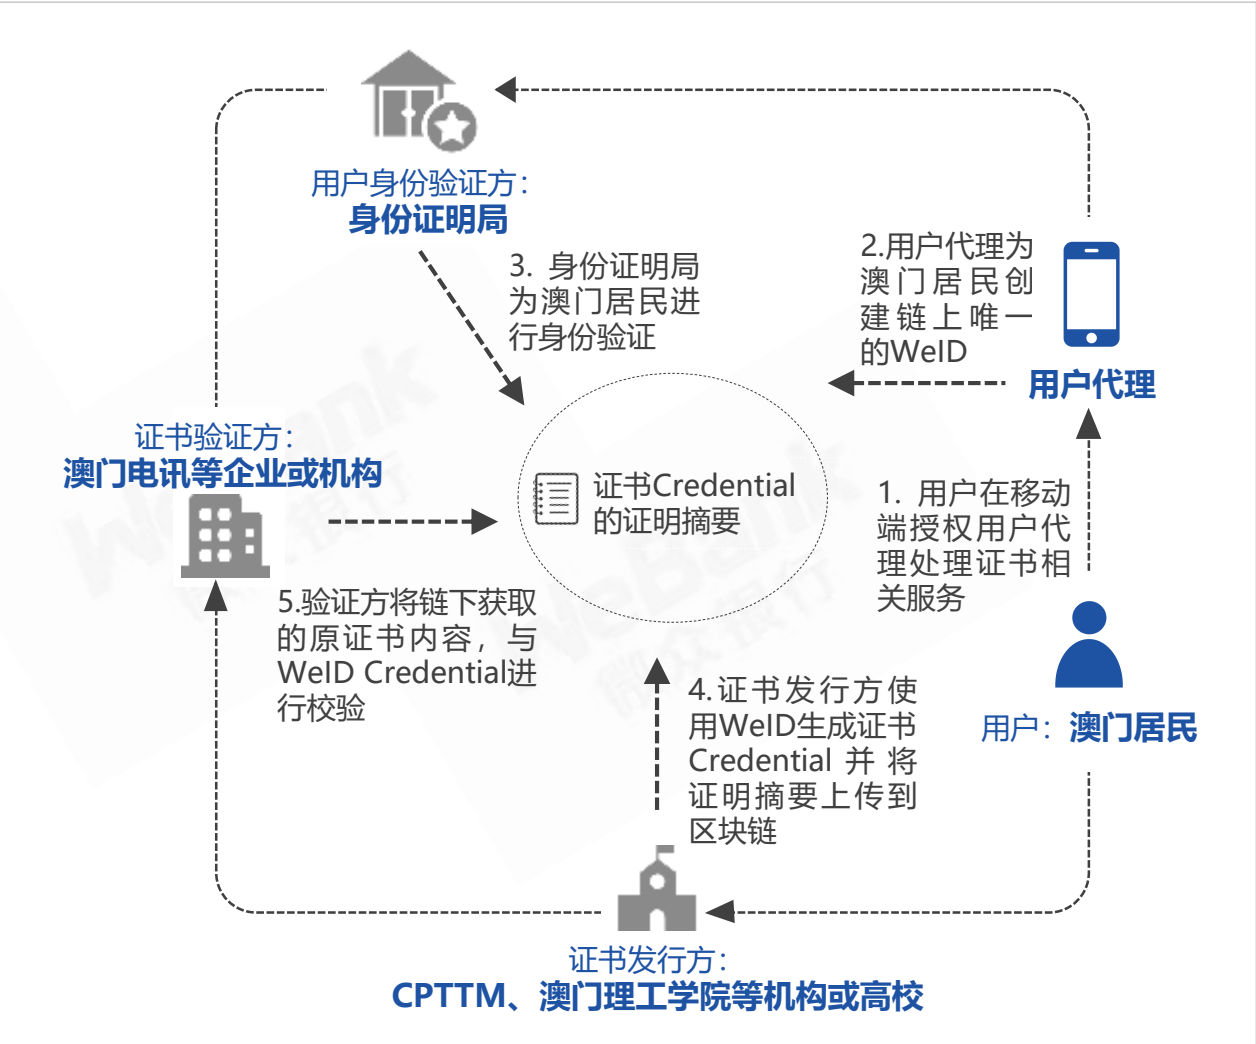 用户身份验证方：
身份证明局
3. 身份证明局
为澳门居民进
行身份验证
2.用户代理为
澳门居民创
建链上唯一
的WeID
用户代理
证书验证方：
澳门电讯等企业或机构
证书Credential
的证明摘要
1. 用户在移动
端授权用户代
理处理证书相
关服务
5.验证方将链下获取
的原证书内容，与
WeID Credential进
行校验
4.证书发行方使
用WeID生成证书
Credential 并 将
证明摘要上传到
区块链
用户：澳门居民
证书发行方：
CPTTM、澳门理工学院等机构或高校
WeBank
微众银行
WeBank
微众银行